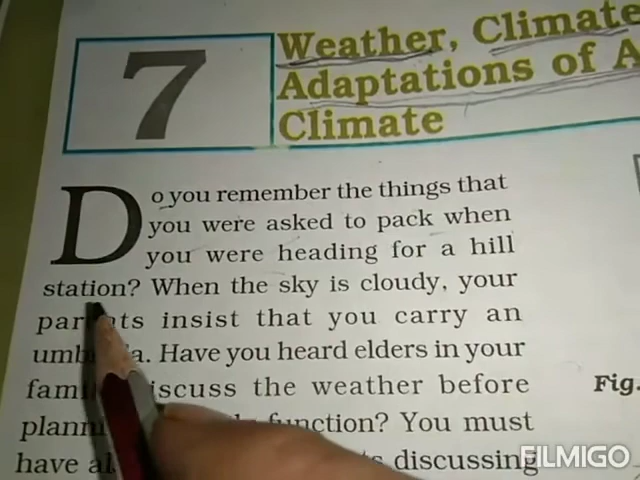 7
Weather, Climate
Adaptations of A
Climate
Do you remember the things that
you were asked to pack when
you were heading for a hill
station? When the sky is cloudy, your
parents insist that you carry an
a. Have you heard elders in your
iscuss the weather before
function? You must
have discussing
Fig.
FILMIGO